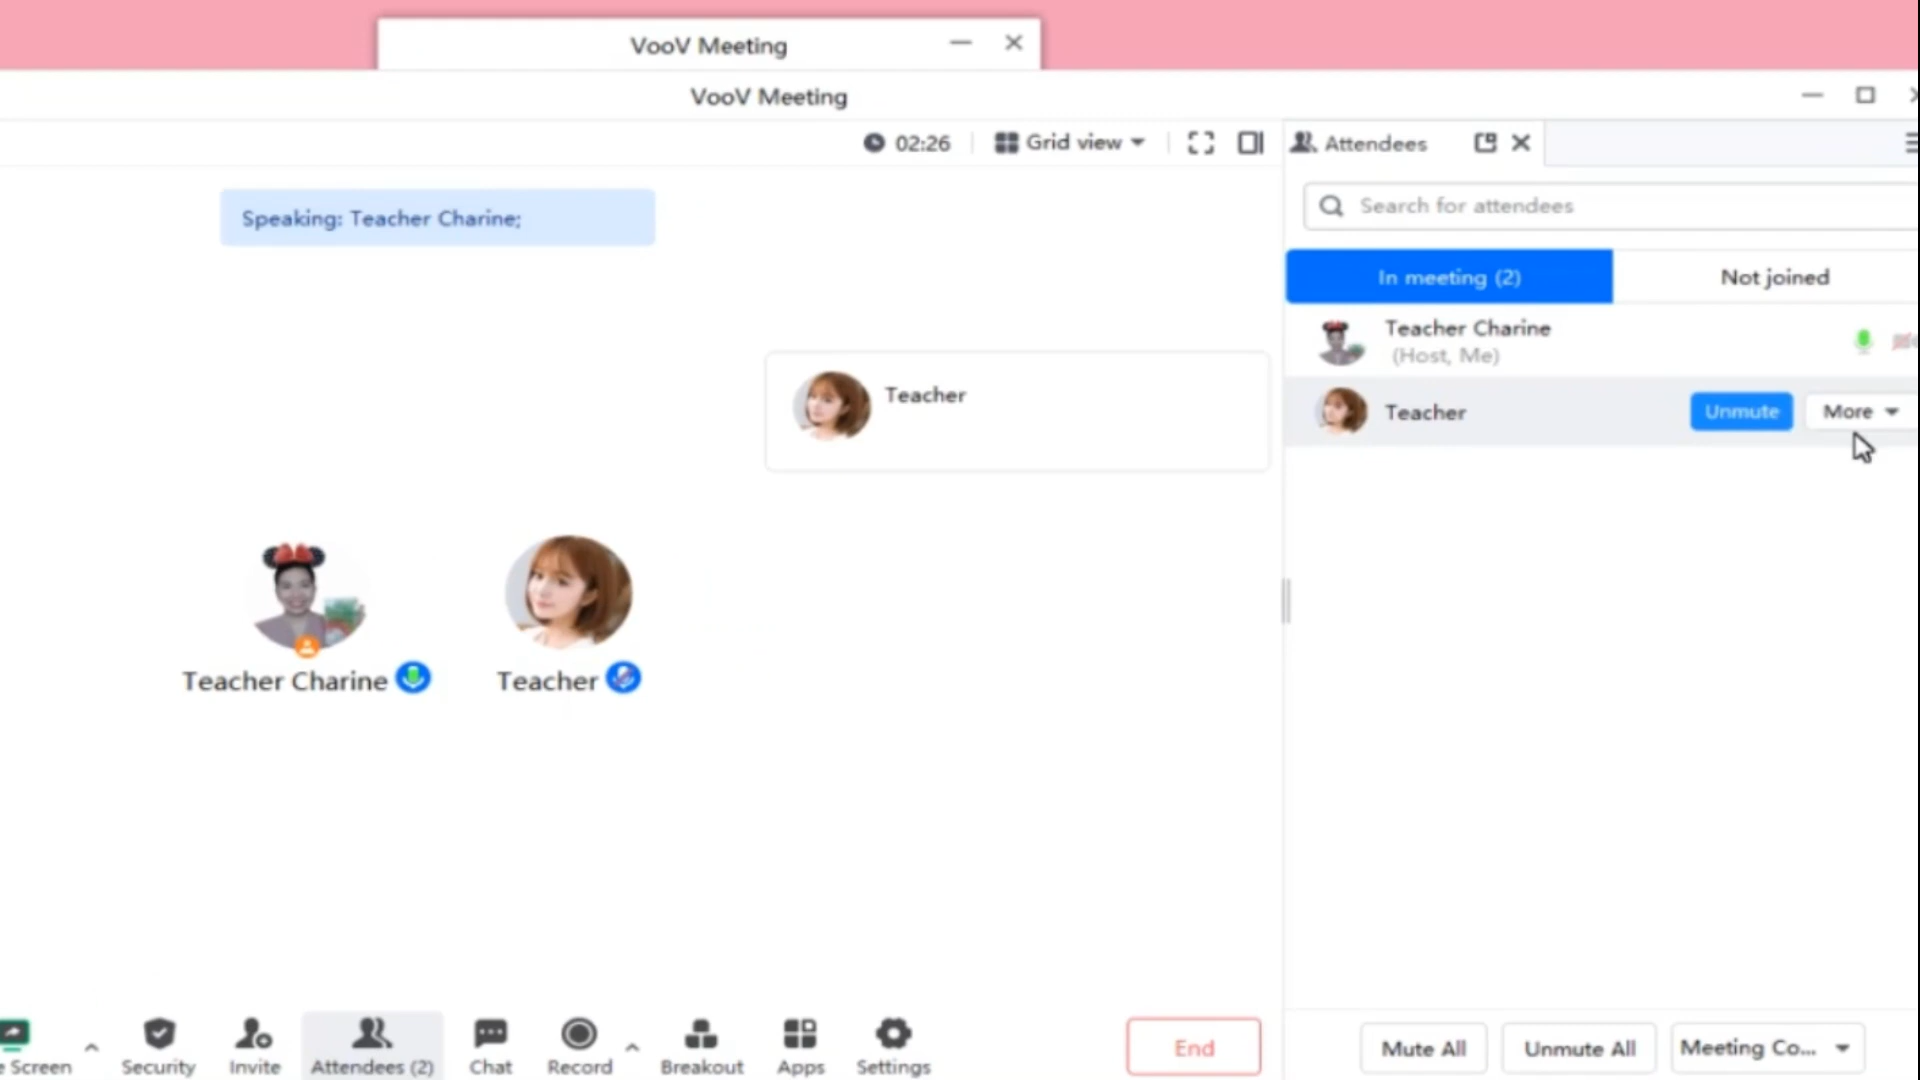 VooV Meeting
VooV Meeting
02:26
Grid view
Attendees
Speaking: Teacher Charine;
Search for attendees
In meeting (2)
Not joined
Teacher Charine
(Host, Me)
Teacher
Teacher
Unmute
More
Teacher Charine
Teacher
e Screen
Security
Invite
Attendees (2)
Chat
Record
Breakout
Apps
Settings
End
Mute All
Unmute All
Meeting Co...